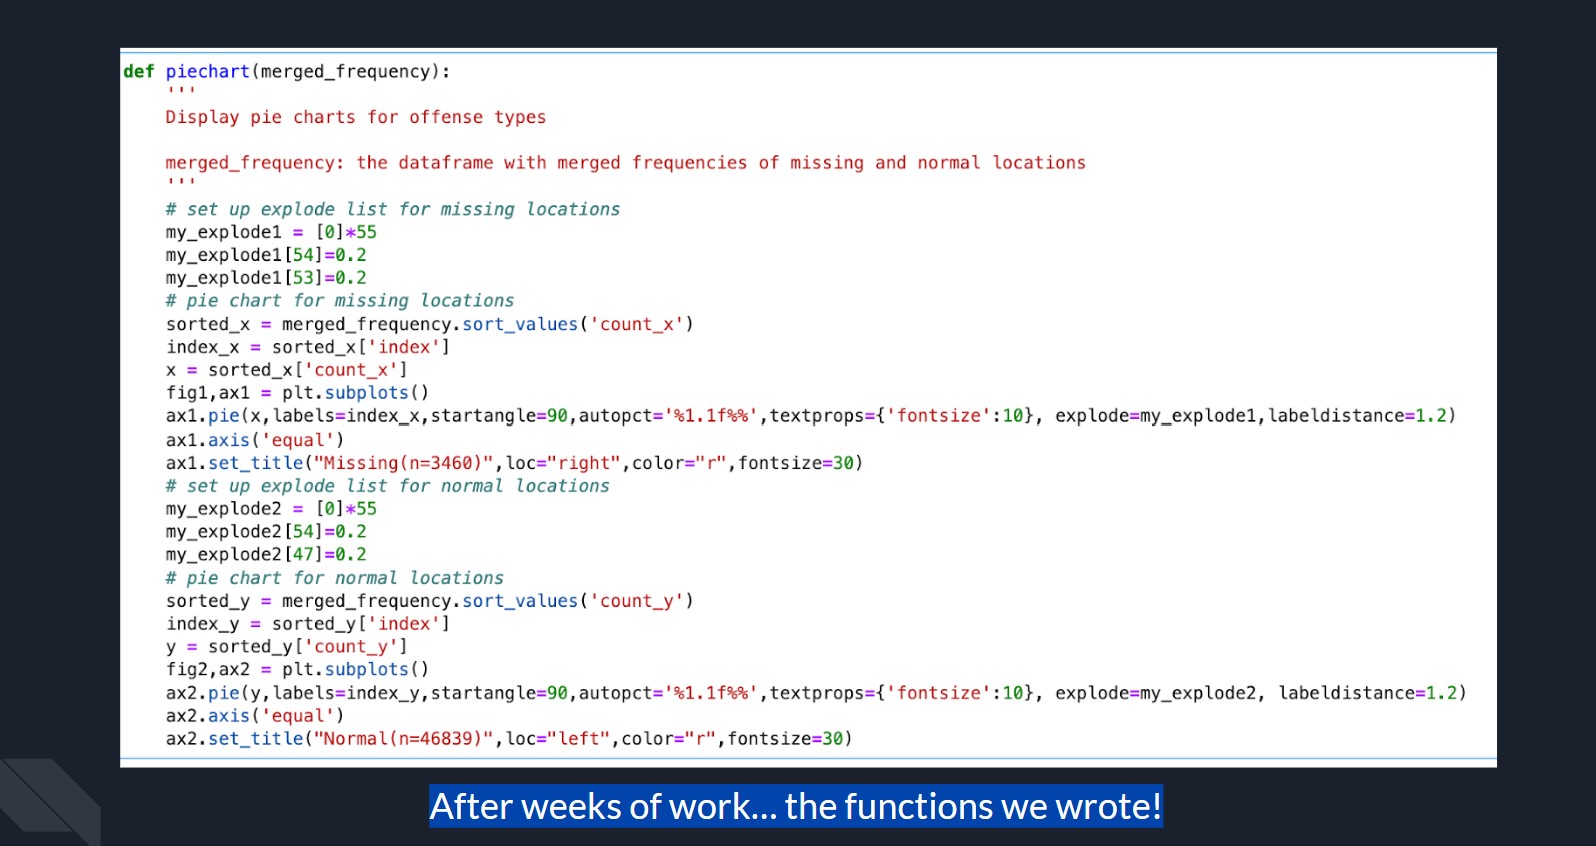 def piechart(merged_frequency):
    '''
    Display pie charts for offense types

    merged_frequency: the dataframe with merged frequencies of missing and normal locations
    '''
    # set up explode list for missing locations
    my_explode1 = [0]*55
    my_explode1[54]=0.2
    my_explode1[53]=0.2
    # pie chart for missing locations
    sorted_x = merged_frequency.sort_values('count_x')
    index_x = sorted_x['index']
    x = sorted_x['count_x']
    fig1,ax1 = plt.subplots()
    ax1.pie(x,labels=index_x,startangle=90,autopct='%1.1f%%',textprops={'fontsize':10}, explode=my_explode1,labeldistance=1.2)
    ax1.axis('equal')
    ax1.set_title("Missing(n=3460)",loc="right",color="r",fontsize=30)
    # set up explode list for normal locations
    my_explode2 = [0]*55
    my_explode2[54]=0.2
    my_explode2[47]=0.2
    # pie chart for normal locations
    sorted_y = merged_frequency.sort_values('count_y')
    index_y = sorted_y['index']
    y = sorted_y['count_y']
    fig2,ax2 = plt.subplots()
    ax2.pie(y,labels=index_y,startangle=90,autopct='%1.1f%%',textprops={'fontsize':10}, explode=my_explode2, labeldistance=1.2)
    ax2.axis('equal')
    ax2.set_title("Normal(n=46839)",loc="left",color="r",fontsize=30)
After weeks of work... the functions we wrote!